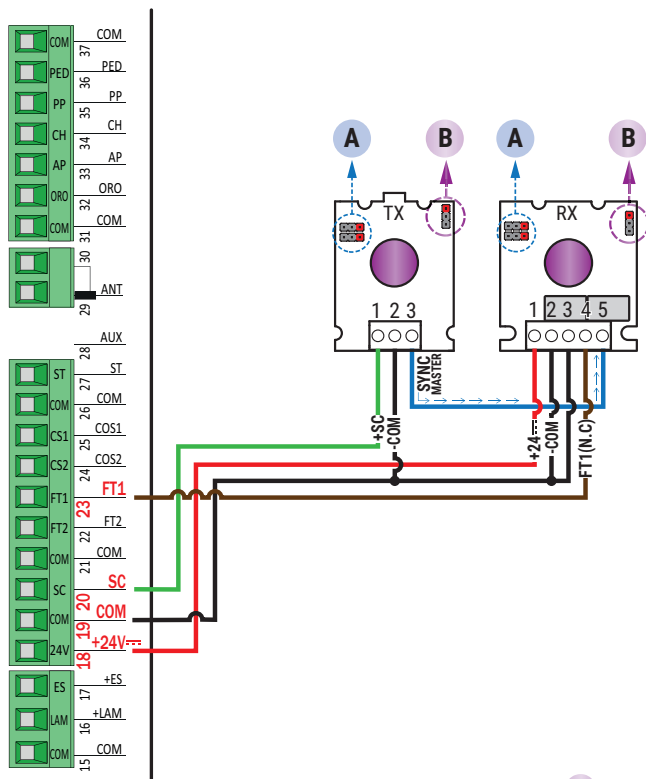 COM 37 COM
PED 36 PED
PP 35 PP
CH 34 CH
AP 33 AP
ORO 32 ORO
COM 31 COM
30
29 ANT
28 AUX
ST 27 ST
COM 26 COM
CS1 25 COS1
CS2 24 COS2
FT1 23 FT1
FT2 22 FT2
COM 21 COM
SC 20 SC
COM 19 COM
24V 18 +24V
ES 17 +ES
LAM 16 +LAM
COM 15 COM
A B A B
TX RX
1 2 3
1 2 3 4 5
SYNC
MASTER
+SC
-COM
+24
-COM
FT1(N.C)